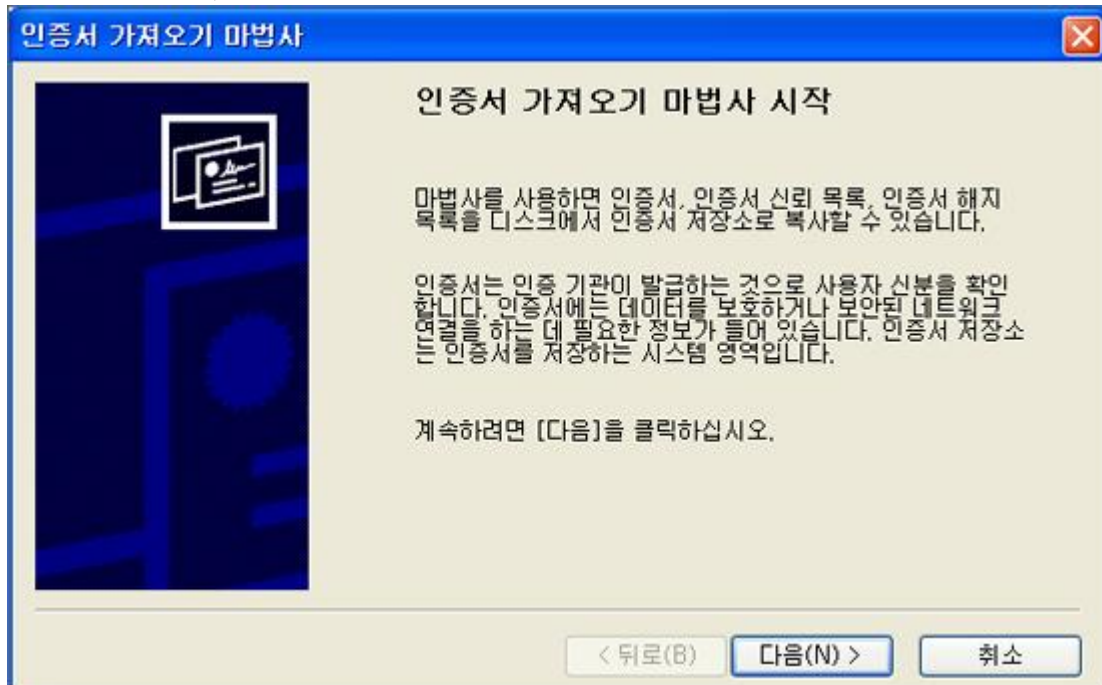 인증서 가져오기 마법사
인증서 가져오기 마법사 시작
마법사를 사용하면 인증서, 인증서 신뢰 목록, 인증서 해지
목록을 디스크에서 인증서 저장소로 복사할 수 있습니다.
인증서는 인증 기관이 발급하는 것으로 사용자 신분을 확인
합니다. 인증서에는 데이터를 보호하거나 보안된 네트워크
연결을 하는 데 필요한 정보가 들어 있습니다. 인증서 저장소
는 인증서를 저장하는 시스템 영역입니다.
계속하려면 [다음]을 클릭하십시오.
< 뒤로(B) 다음(N) > 취소